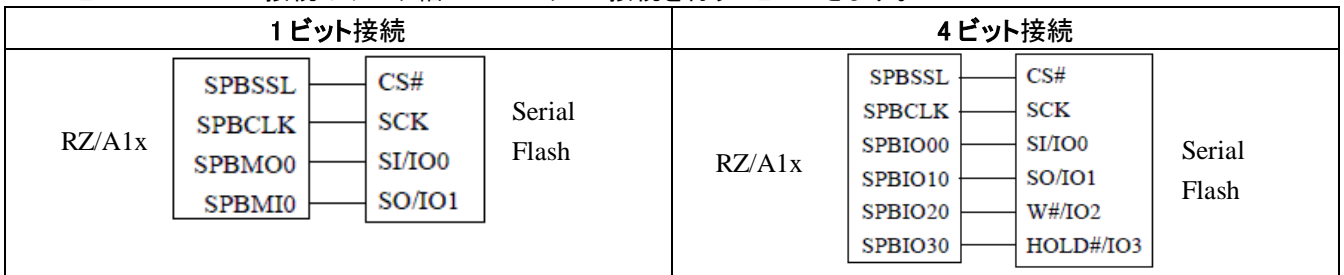 1ビット接続
4ビット接続
RZ/A1x
SPBSSL
CS#
SPBCLK
SCK
SPBMO0
SI/IO0
SPBMI0
SO/IO1
Serial
Flash
RZ/A1x
SPBSSL
CS#
SPBCLK
SCK
SPBIO00
SI/IO0
SPBIO10
SO/IO1
SPBIO20
W#/IO2
SPBIO30
HOLD#/IO3
Serial
Flash